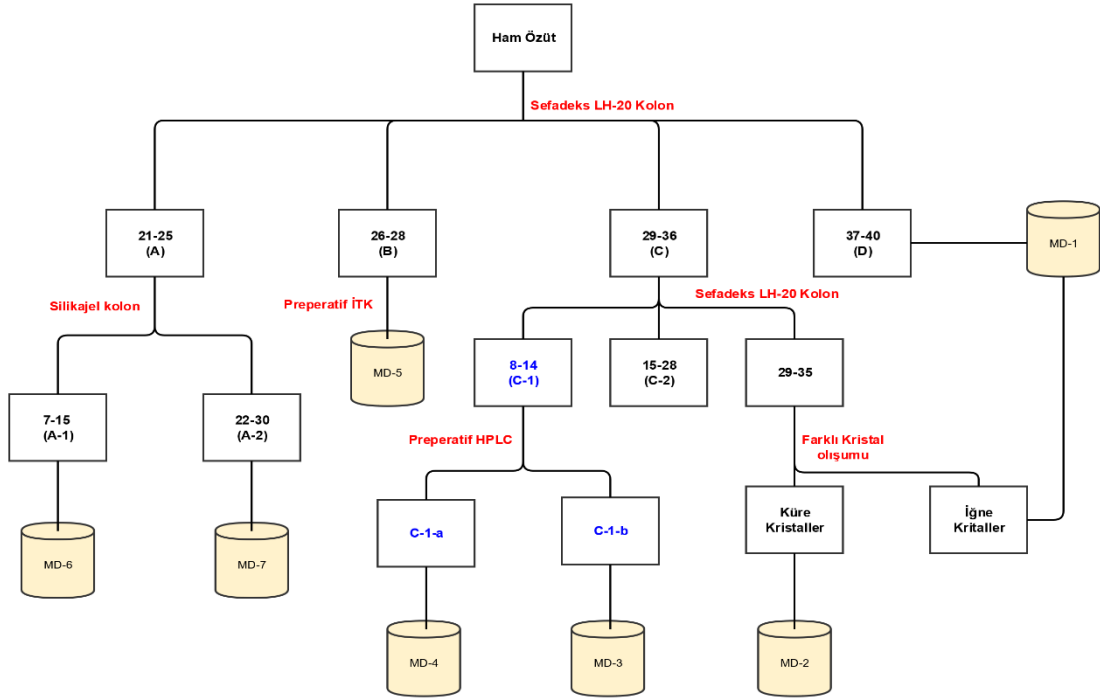 Ham Özüt
Sefadeks LH-20 Kolon
21-25
(A)
26-28
(B)
29-36
(C)
37-40
(D)
MD-1
Silikajel kolon
Preperatif İTK
Sefadeks LH-20 Kolon
MD-5
8-14
(C-1)
15-28
(C-2)
29-35
7-15
(A-1)
22-30
(A-2)
Preperatif HPLC
Farklı Kristal
olışumu
MD-6
MD-7
C-1-a
C-1-b
Küre
Kristaller
İğne
Kritaller
MD-4
MD-3
MD-2